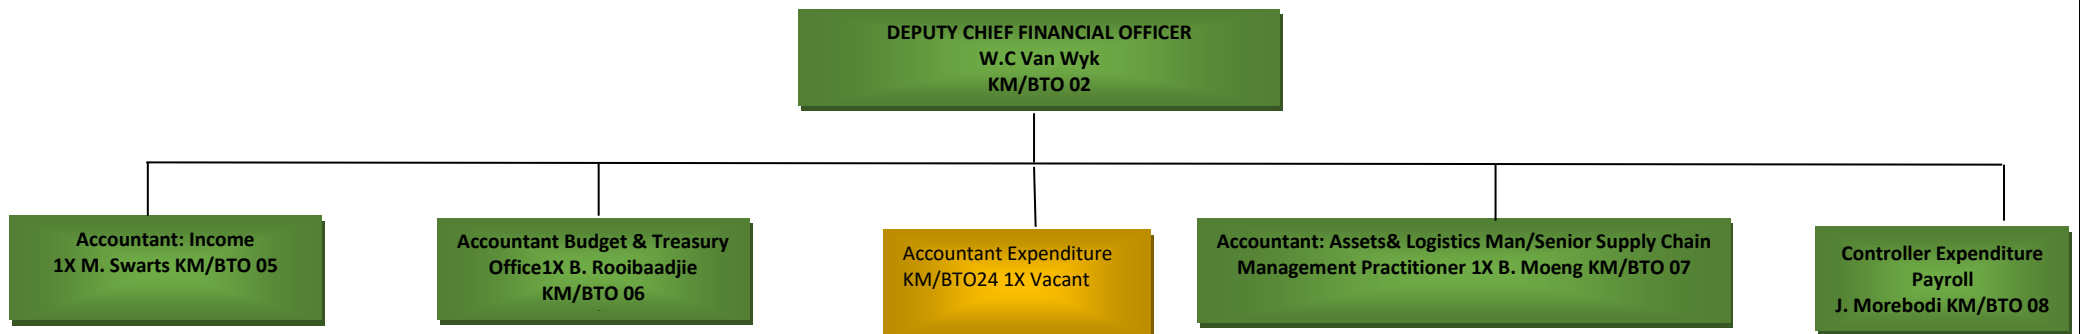 DEPUTY CHIEF FINANCIAL OFFICER
W.C Van Wyk
KM/BTO 02
Accountant: Income
1X M. Swarts KM/BTO 05
Accountant Budget & Treasury
Office1X B. Rooibaadjie
KM/BTO 06
Accountant Expenditure
KM/BTO24 1X Vacant
Accountant: Assets& Logistics Man/Senior Supply Chain
Management Practitioner 1X B. Moeng KM/BTO 07
Controller Expenditure
Payroll
J. Morebodi KM/BTO 08